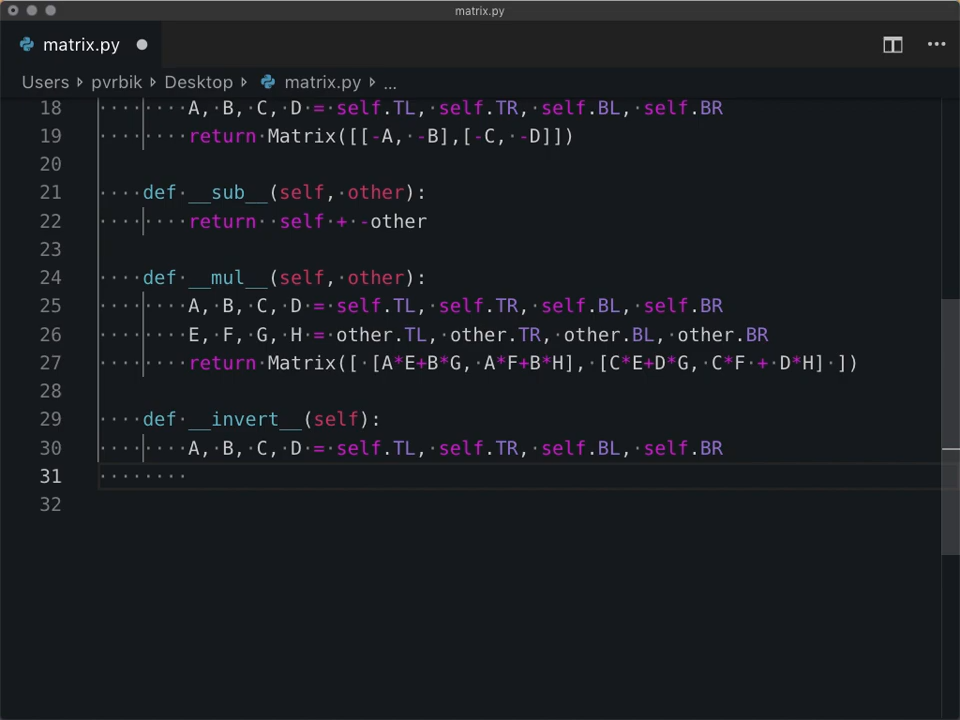 matrix.py
matrix.py
Users Desktop pvrbik matrix.py ...
18 A, B, C, D = self.TL, self.TR, self.BL, self.BR
19 return Matrix([[-A, -B],[-C, -D]])
20
21 def __sub__(self, other):
22 return self + -other
23
24 def __mul__(self, other):
25 A, B, C, D = self.TL, self.TR, self.BL, self.BR
26 E, F, G, H = other.TL, other.TR, other.BL, other.BR
27 return Matrix([ [A*E+B*G, A*F+B*H], [C*E+D*G, C*F + D*H] ])
28
29 def __invert__(self):
30 A, B, C, D = self.TL, self.TR, self.BL, self.BR
31
32